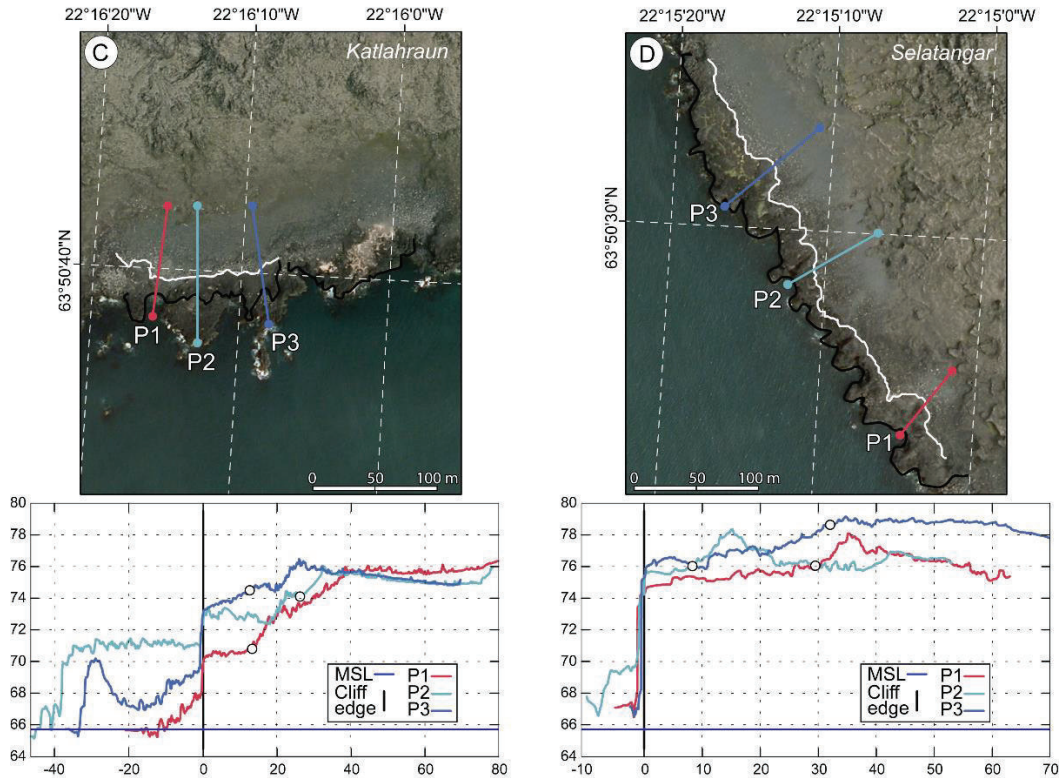 22°16'20"W 22°16'10"W 22°16'0"W
C Katlahraun
63°50'40"N
P1 P2 P3
0 50 100 m
22°15'20"W 22°15'10"W 22°15'0"W
D Selatangar
63°50'30"N
P3
P2
P1
0 50 100 m
80
78
76
74
72
70
68
66
64
MSL P1
Cliff P2
edge P3
-40 -20 0 20 40 60 80
80
78
76
74
72
70
68
66
64
MSL P1
Cliff P2
edge P3
-10 0 10 20 30 40 50 60 70